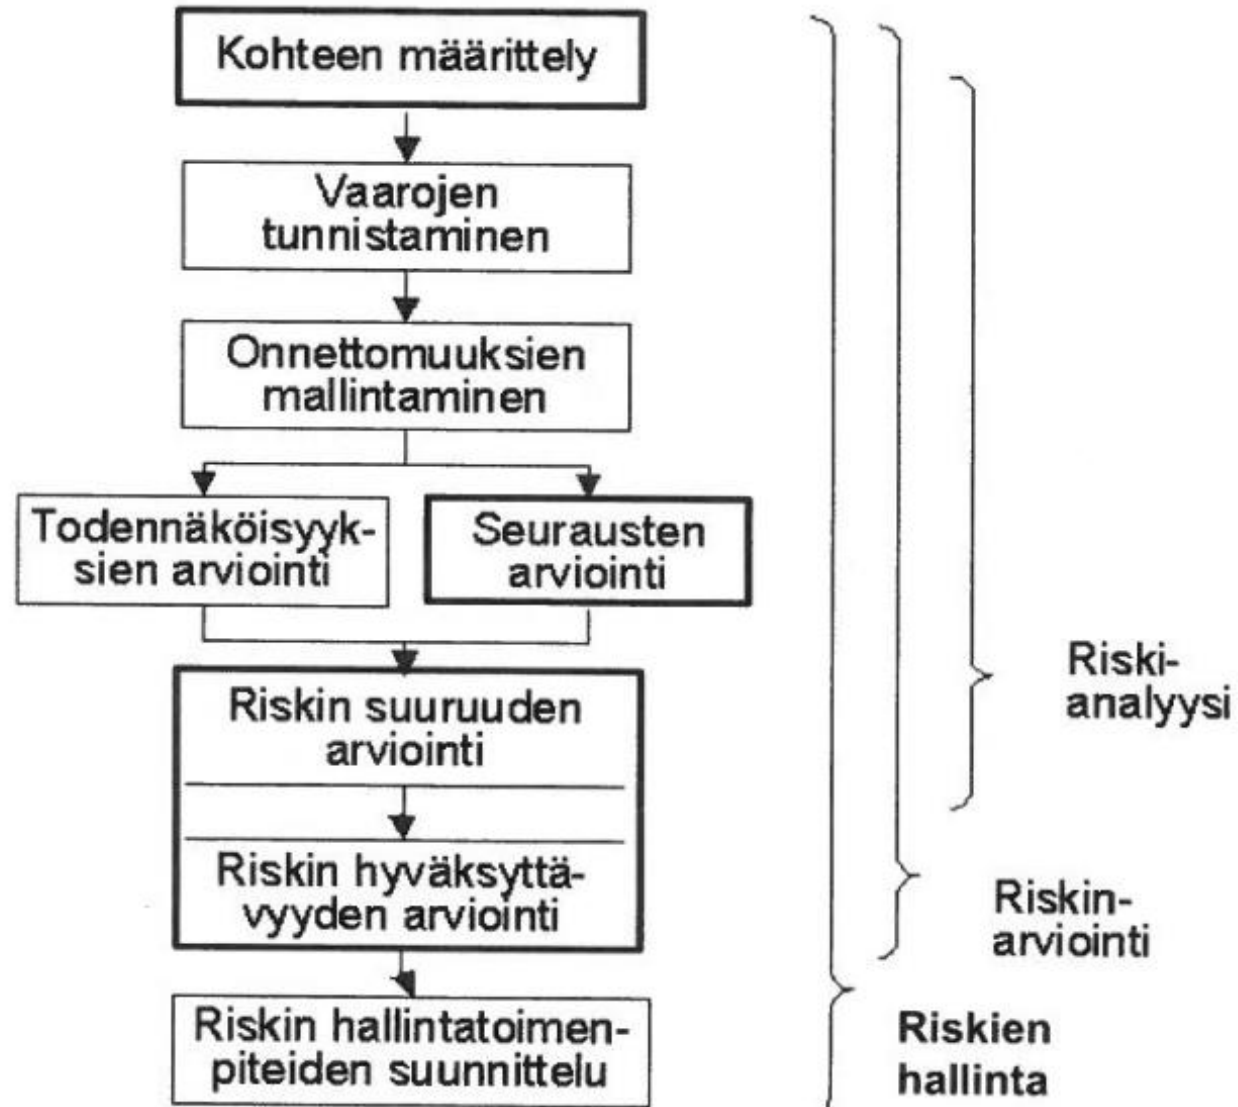 Kohteen määrittely
Vaarojen
tunnistaminen
Onnettomuuksien
mallintaminen
Todennäköisyyk-
sien arviointi
Seurausten
arviointi
Riskin suuruuden
arviointi
Riskin hyväksyttä-
vyyden arviointi
Riskin hallintatoimen-
piteiden suunnittelu
Riski-
analyysi
Riskin-
arviointi
Riskien
hallinta